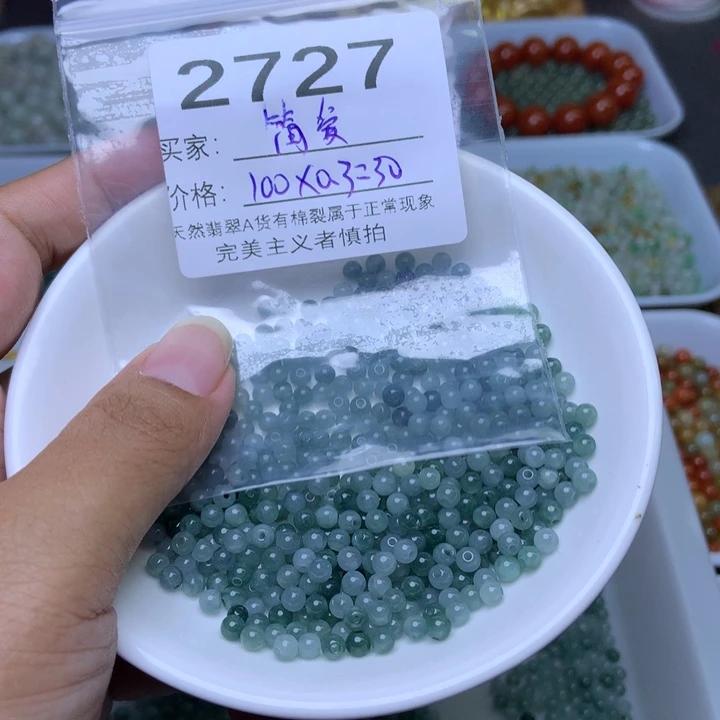 2727
买家: 简爱
价格: 100X0.3=30
天然翡翠A货有棉裂属于正常现象
完美主义者慎拍